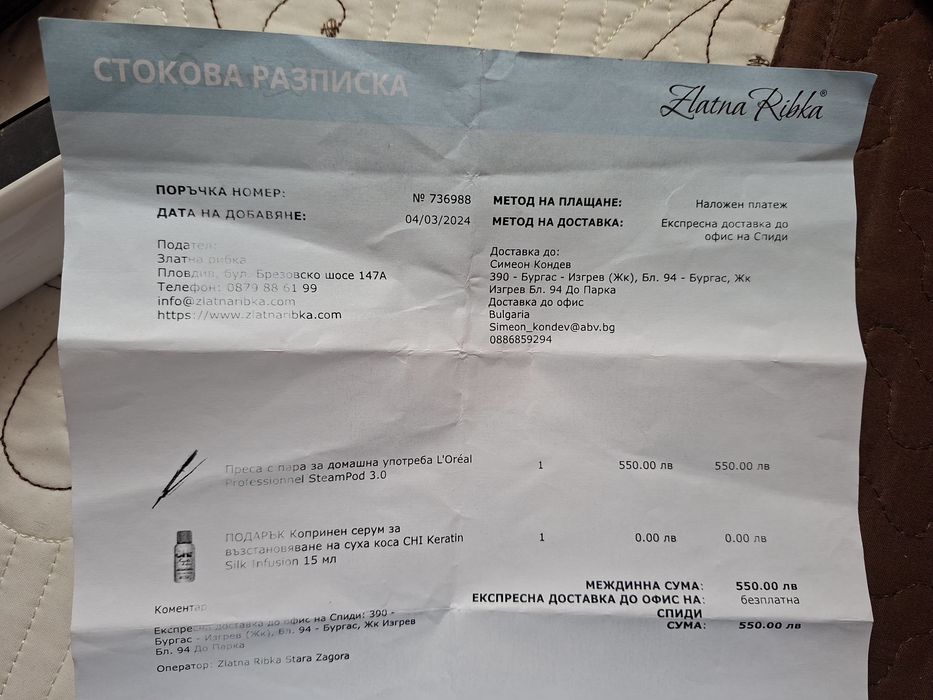 СТОКОВА РАЗПИСКА
Zlatna Ribka®
ПОРЪЧКА НОМЕР: № 736988
ДАТА НА ДОБАВЯНЕ: 04/03/2024
МЕТОД НА ПЛАЩАНЕ: Наложен платеж
МЕТОД НА ДОСТАВКА: Експресна доставка до
офис на Спиди
Подател:
Златна рибка
Пловдив, бул. Брезовско шосе 147А
Телефон: 0879 88 61 99
info@zlatnaribka.com
https://www.zlatnaribka.com
Доставка до:
Симеон Кондев
390 - Бургас - Изгрев (Жк), Бл. 94 - Бургас, Жк
Изгрев Бл. 94 До Парка
Доставка до офис
Bulgaria
Simeon_kondev@abv.bg
0886859294
Преса с пара за домашна употреба L'Oréal
Professionnel SteamPod 3.0
1 550.00 лв 550.00 лв
ПОДАРЪК Копринен серум за
възстановяване на суха коса CHI Keratin
Silk Infusion 15 мл
1 0.00 лв 0.00 лв
МЕЖДИННА СУМА: 550.00 лв
ЕКСПРЕСНА ДОСТАВКА ДО ОФИС НА: безплатна
СПИДИ
СУМА: 550.00 лв
Коментар
Експресна доставка до офис на Спиди: 390 -
Бургас - Изгрев (Жк), Бл. 94 - Бургас, Жк Изгрев
Бл. 94 До Парка
Оператор: Zlatna Ribka Stara Zagora